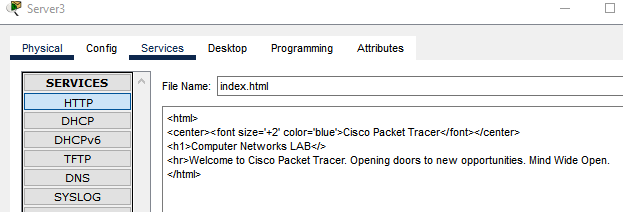 Server3
Physical Config Services Desktop Programming Attributes
SERVICES
HTTP
DHCP
DHCPv6
TFTP
DNS
SYSLOG
File Name: index.html
<html>
<center><font size='+2' color='blue'>Cisco Packet Tracer</font></center>
<h1>Computer Networks LAB</>
<hr>Welcome to Cisco Packet Tracer. Opening doors to new opportunities. Mind Wide Open.
</html>